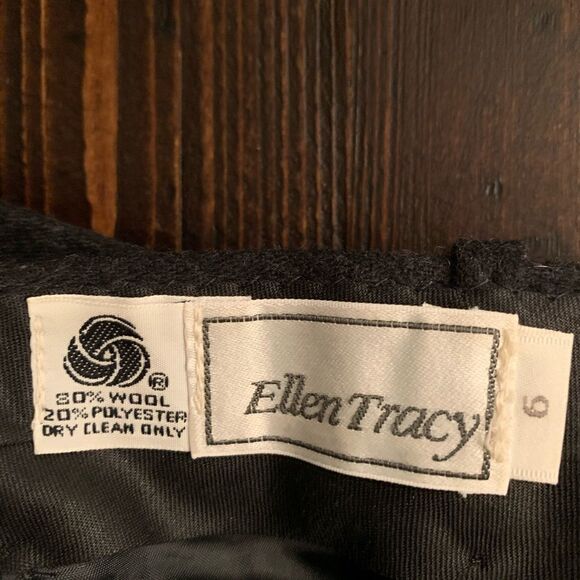 ®
80% WOOL
20% POLYESTER
DRY CLEAN ONLY
Ellen Tracy
6